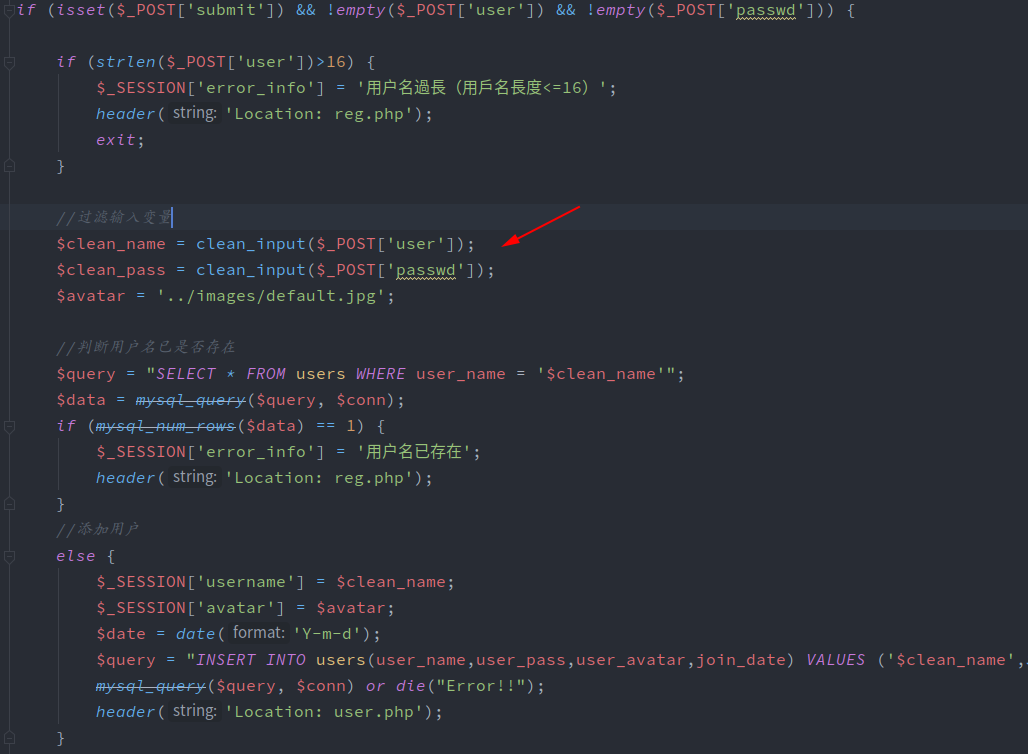 if (isset($_POST['submit']) && !empty($_POST['user']) && !empty($_POST['passwd'])) {
if (strlen($_POST['user'])>16) {
$_SESSION['error_info'] = '用户名過長（用戶名長度<=16）';
header( string: 'Location: reg.php');
exit;
}
//过滤输入变量
$clean_name = clean_input($_POST['user']);
$clean_pass = clean_input($_POST['passwd']);
$avatar = '../images/default.jpg';
//判断用户名已是否存在
$query = "SELECT * FROM users WHERE user_name = '$clean_name'";
$data = mysql_query($query, $conn);
if (mysql_num_rows($data) == 1) {
$_SESSION['error_info'] = '用户名已存在';
header( string: 'Location: reg.php');
}
//添加用户
else {
$_SESSION['username'] = $clean_name;
$_SESSION['avatar'] = $avatar;
$date = date( format: 'Y-m-d');
$query = "INSERT INTO users(user_name,user_pass,user_avatar,join_date) VALUES ('$clean_name',
mysql_query($query, $conn) or die("Error!!");
header( string: 'Location: user.php');
}